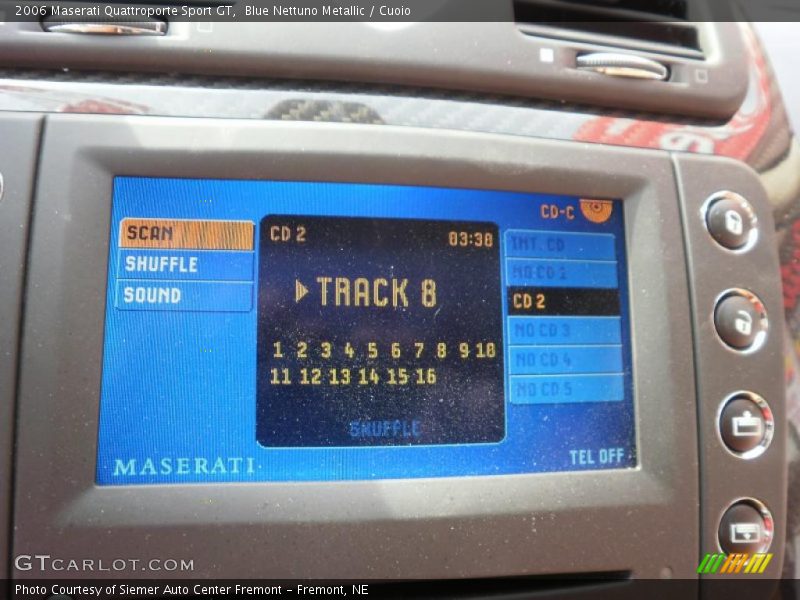 2006 Maserati Quattroporte Sport GT, Blue Nettuno Metallic / Cuoio
CD-C
SCAN
SHUFFLE
SOUND
CD 2 03:38
TRACK 8
1 2 3 4 5 6 7 8 9 10
11 12 13 14 15 16
SHUFFLE
INT. CD
NO CD 1
CD 2
NO CD 3
NO CD 4
NO CD 5
MASERATI
TEL OFF
GTCARLOT.COM
Photo Courtesy of Siemer Auto Center Fremont – Fremont, NE